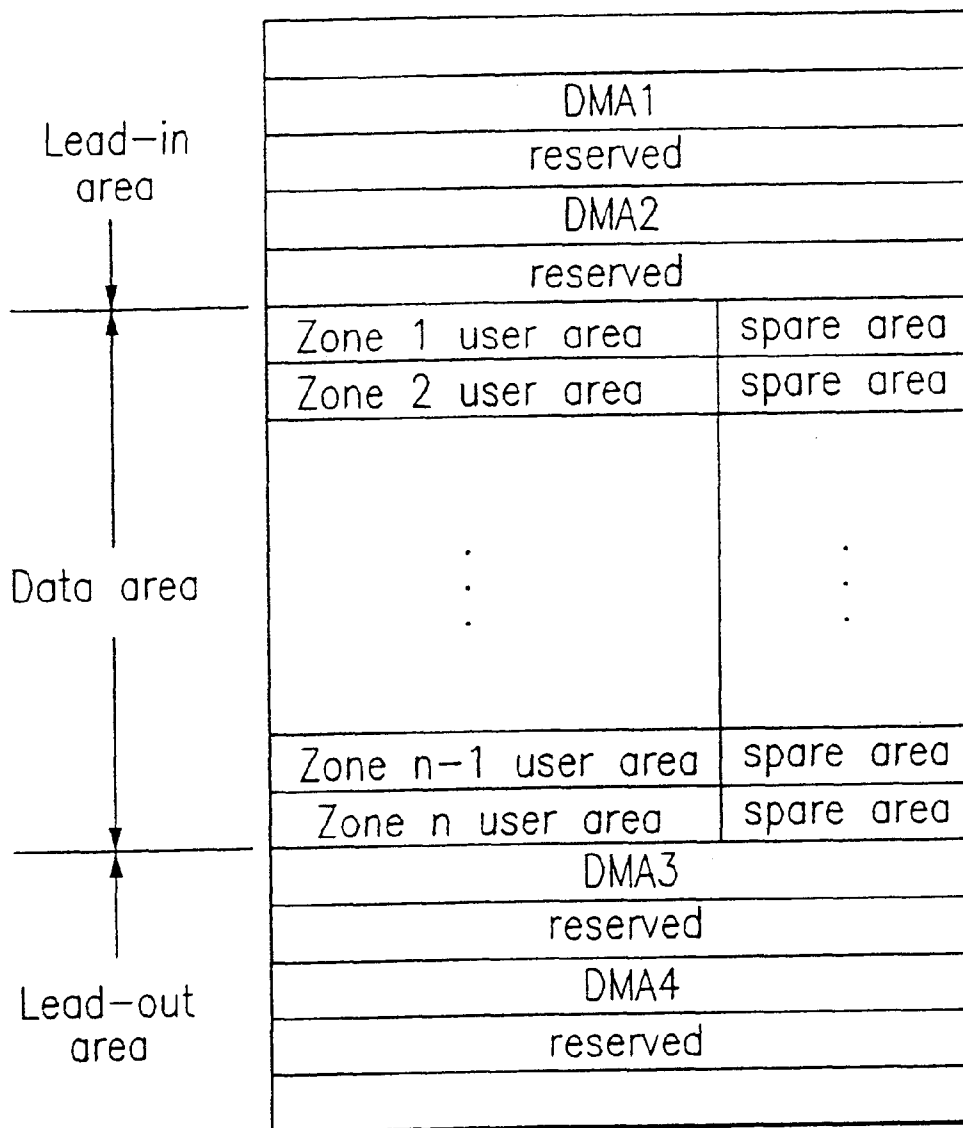 DMA1
Lead-in
area
reserved
DMA2
reserved
Zone 1 user area spare area
Zone 2 user area spare area
Data area
Zone n-1 user area spare area
Zone n user area spare area
DMA3
reserved
Lead-out
area
DMA4
reserved